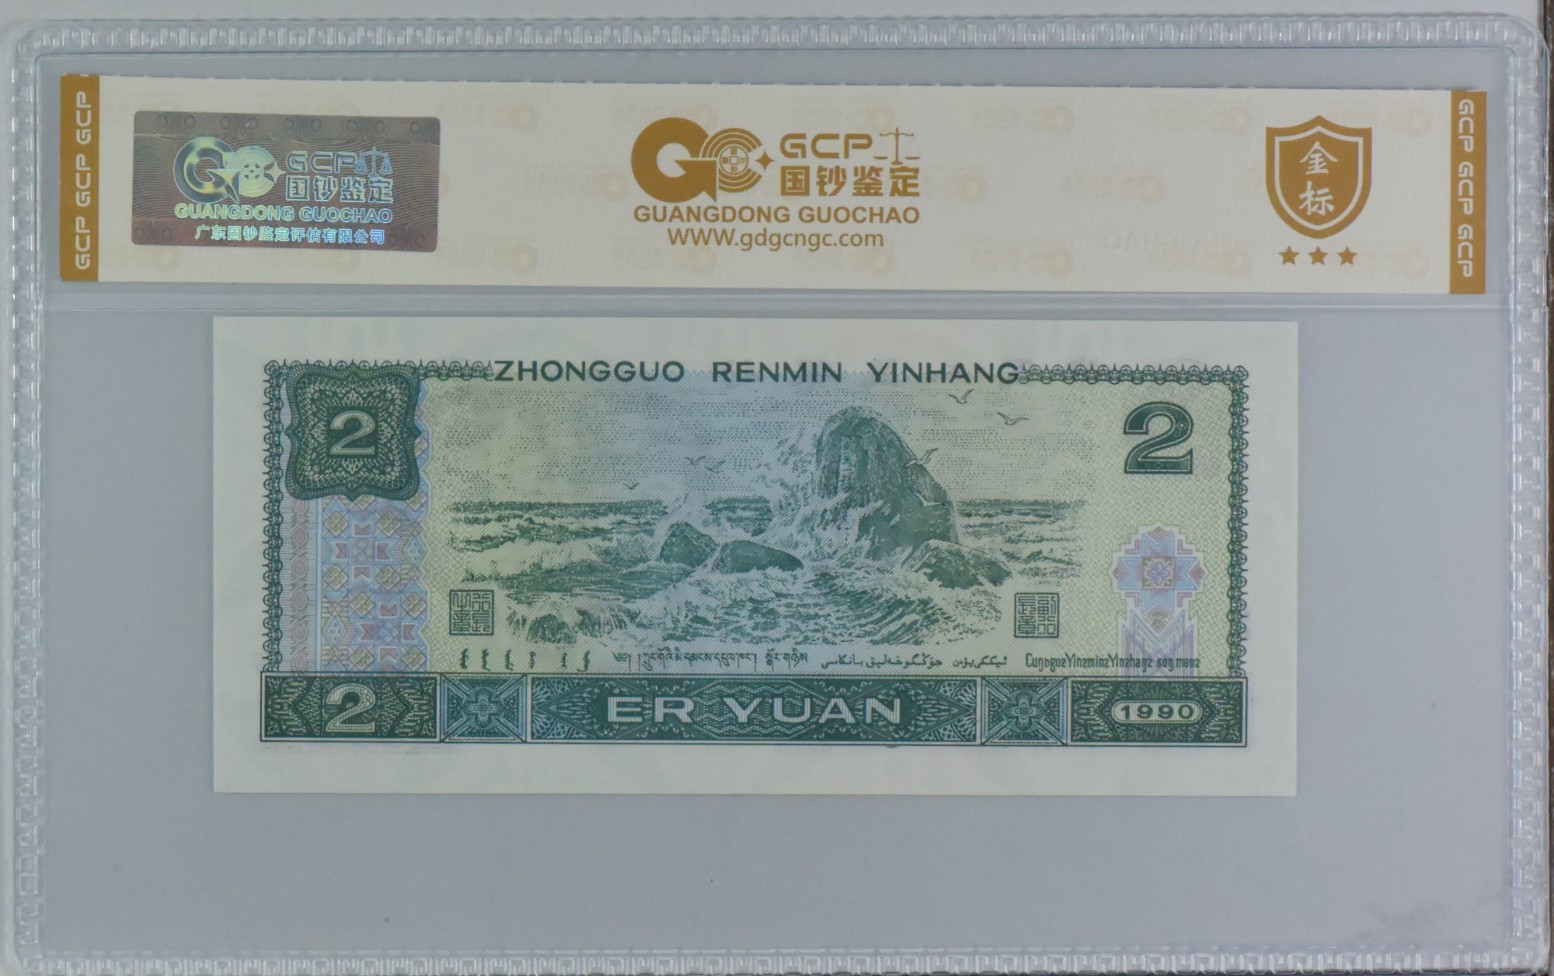 GCP GCP GCP
GCP
国钞鉴定
GUANGDONG GUOCHAO
广东国钞鉴定评估有限公司
GCP
国钞鉴定
GUANGDONG GUOCHAO
www.gdgcngc.com
金
标
GCP GCP GCP
ZHONGGUO RENMIN YINHANG
2
2
2
ER YUAN
1990